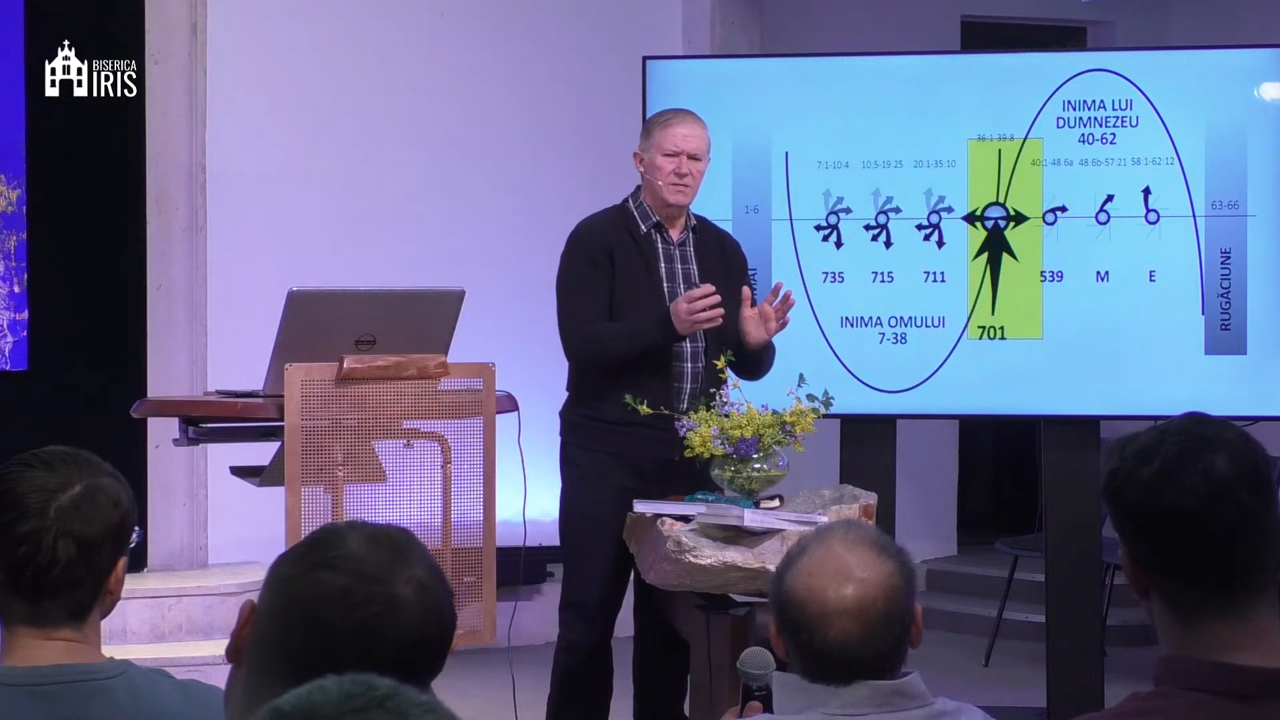 BISERICA
IRIS
INIMA LUI
DUMNEZEU
40-62
36:1 39:8
7:1-10:4
10:5-19:25
20:1-35:10
40:1-48:6a
48:6b-57:21
58:1-62:12
1-6
63-66
735
715
711
539
M
E
701
INIMA OMULUI
7-38
RUGĂCIUNE